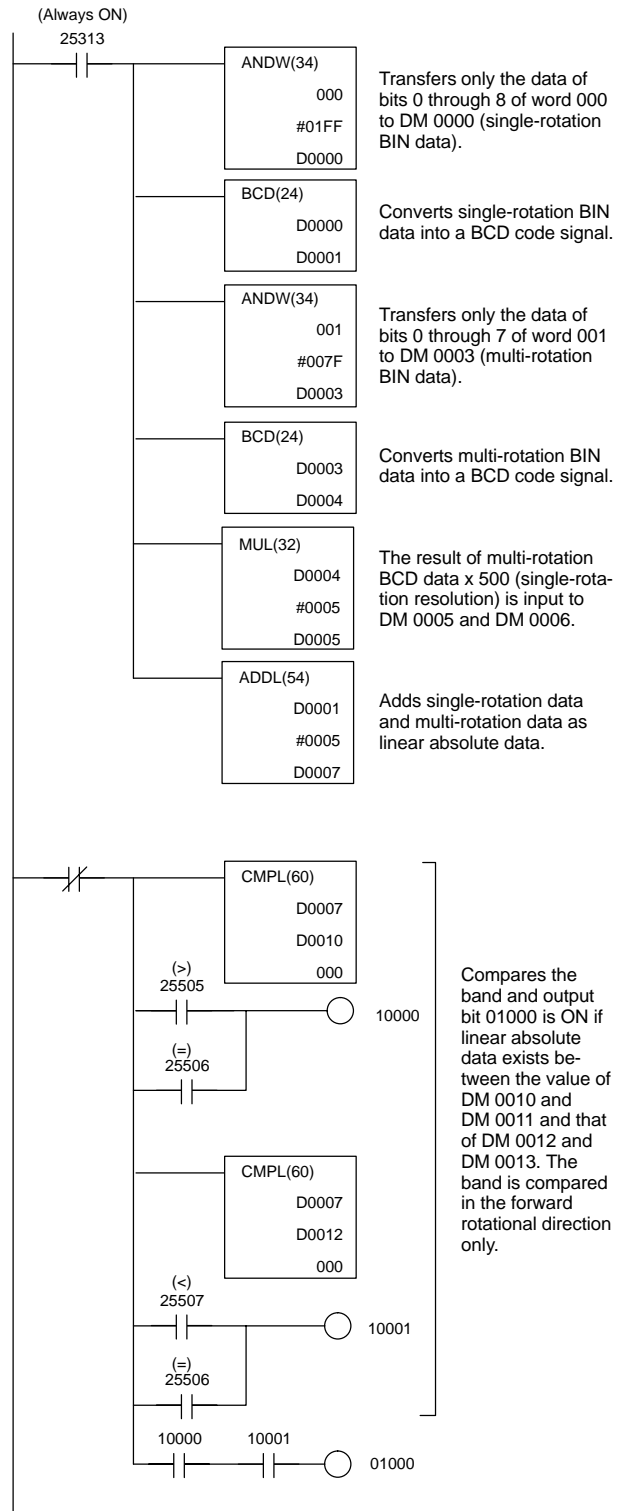 (Always ON)
25313
ANDW(34)
000
#01FF
D0000
Transfers only the data of
bits 0 through 8 of word 000
to DM 0000 (single-rotation
BIN data).
BCD(24)
D0000
D0001
Converts single-rotation BIN
data into a BCD code signal.
ANDW(34)
001
#007F
D0003
Transfers only the data of
bits 0 through 7 of word 001
to DM 0003 (multi-rotation
BIN data).
BCD(24)
D0003
D0004
Converts multi-rotation BIN
data into a BCD code signal.
MUL(32)
D0004
#0005
D0005
The result of multi-rotation
BCD data x 500 (single-rota-
tion resolution) is input to
DM 0005 and DM 0006.
ADDL(54)
D0001
#0005
D0007
Adds single-rotation data
and multi-rotation data as
linear absolute data.
CMPL(60)
D0007
D0010
000
(>)
25505
10000
(=)
25506
CMPL(60)
D0007
D0012
000
(<)
25507
10001
(=)
25506
10000
10001
01000
Compares the
band and output
bit 01000 is ON if
linear absolute
data exists be-
tween the value of
DM 0010 and
DM 0011 and that
of DM 0012 and
DM 0013. The
band is compared
in the forward
rotational direction
only.